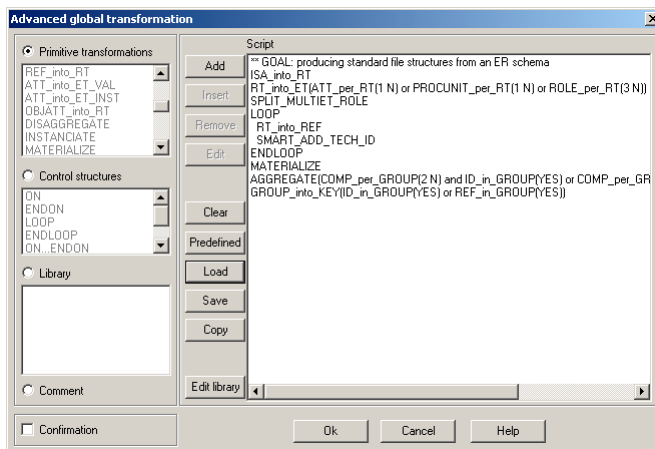 Advanced global transformation
Primitive transformations
REF_into_RT
ATT_into_ET_VAL
ATT_into_ET_INST
OBJATT_into_RT
DISAGGREGATE
INSTANCIATE
MATERIALIZE
Control structures
ON
ENDON
LOOP
ENDLOOP
ON...ENDON
Library
Comment
Confirmation
Add
Insert
Remove
Edit
Clear
Predefined
Load
Save
Copy
Edit library
Script
** GOAL: producing standard file structures from an ER schema
ISA_into_RT
RT_into_ET(ATT_per_RT(1 N) or PROCUNIT_per_RT(1 N) or ROLE_per_RT(3 N))
SPLIT_MULTIET_ROLE
LOOP
RT_into_REF
SMART_ADD_TECH_ID
ENDLOOP
MATERIALIZE
AGGREGATE(COMP_per_GROUP(2 N) and ID_in_GROUP(YES) or COMP_per_GR
GROUP_into_KEY(ID_in_GROUP(YES) or REF_in_GROUP(YES))
Ok
Cancel
Help